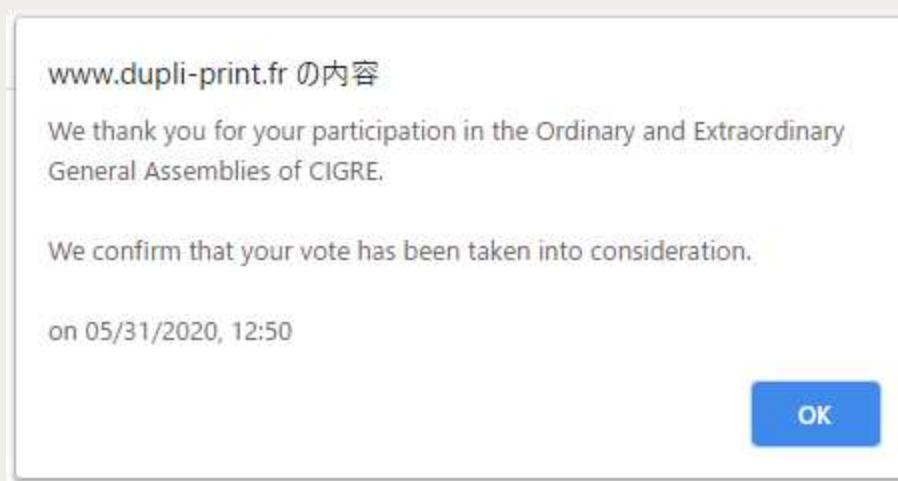 www.dupli-print.fr の内容
We thank you for your participation in the Ordinary and Extraordinary
General Assemblies of CIGRE.
We confirm that your vote has been taken into consideration.
on 05/31/2020, 12:50
OK